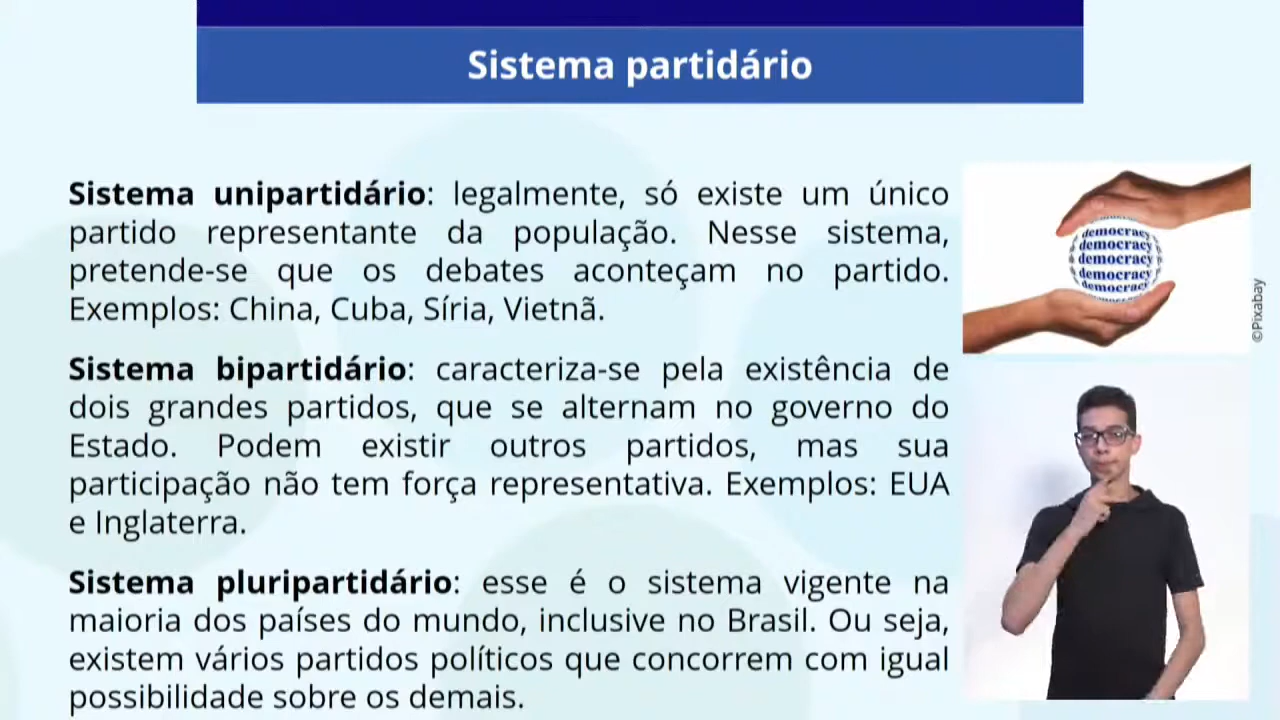 Sistema partidário
Sistema unipartidário: legalmente, só existe um único
partido representante da população. Nesse sistema,
pretende-se que os debates aconteçam no partido.
Exemplos: China, Cuba, Síria, Vietnã.
Sistema bipartidário: caracteriza-se pela existência de
dois grandes partidos, que se alternam no governo do
Estado. Podem existir outros partidos, mas sua
participação não tem força representativa. Exemplos: EUA
e Inglaterra.
Sistema pluripartidário: esse é o sistema vigente na
maioria dos países do mundo, inclusive no Brasil. Ou seja,
existem vários partidos políticos que concorrem com igual
possibilidade sobre os demais.
democracy
democracy
democracy
democracy
democracy
©Pixabay